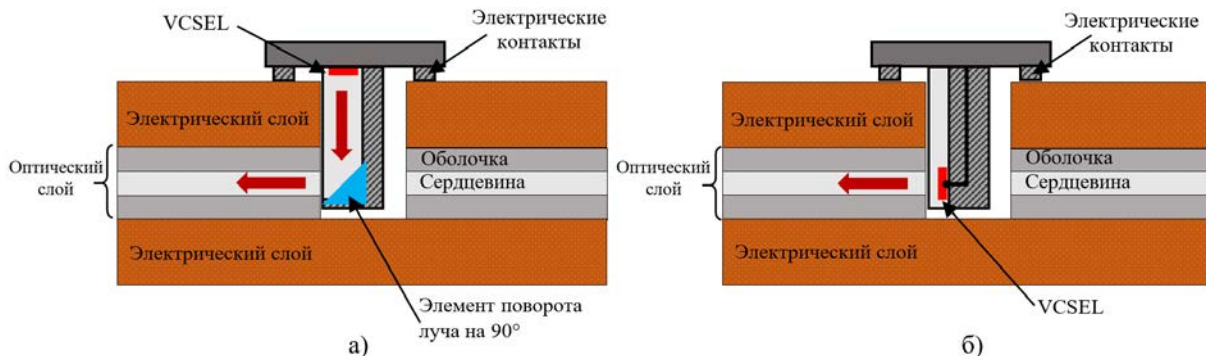 VCSEL
Электрические
контакты
Электрический слой
Оптический
слой
Оболочка
Сердцевина
Электрический слой
Элемент поворота
луча на 90°
а)
Электрические
контакты
Электрический слой
Оптический
слой
Оболочка
Сердцевина
Электрический слой
VCSEL
б)